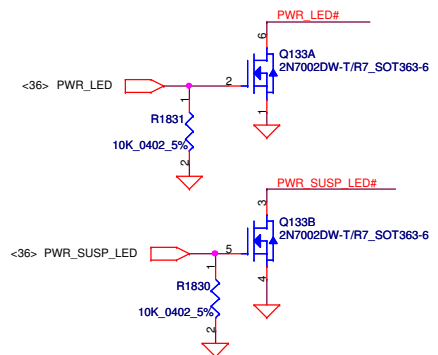 PWR_LED#
6
Q133A
2N7002DW-T/R7_SOT363-6
<36> PWR_LED
2
1
1
R1831
10K_0402_5%
2
PWR_SUSP_LED#
3
Q133B
2N7002DW-T/R7_SOT363-6
<36> PWR_SUSP_LED
5
4
1
R1830
10K_0402_5%
2